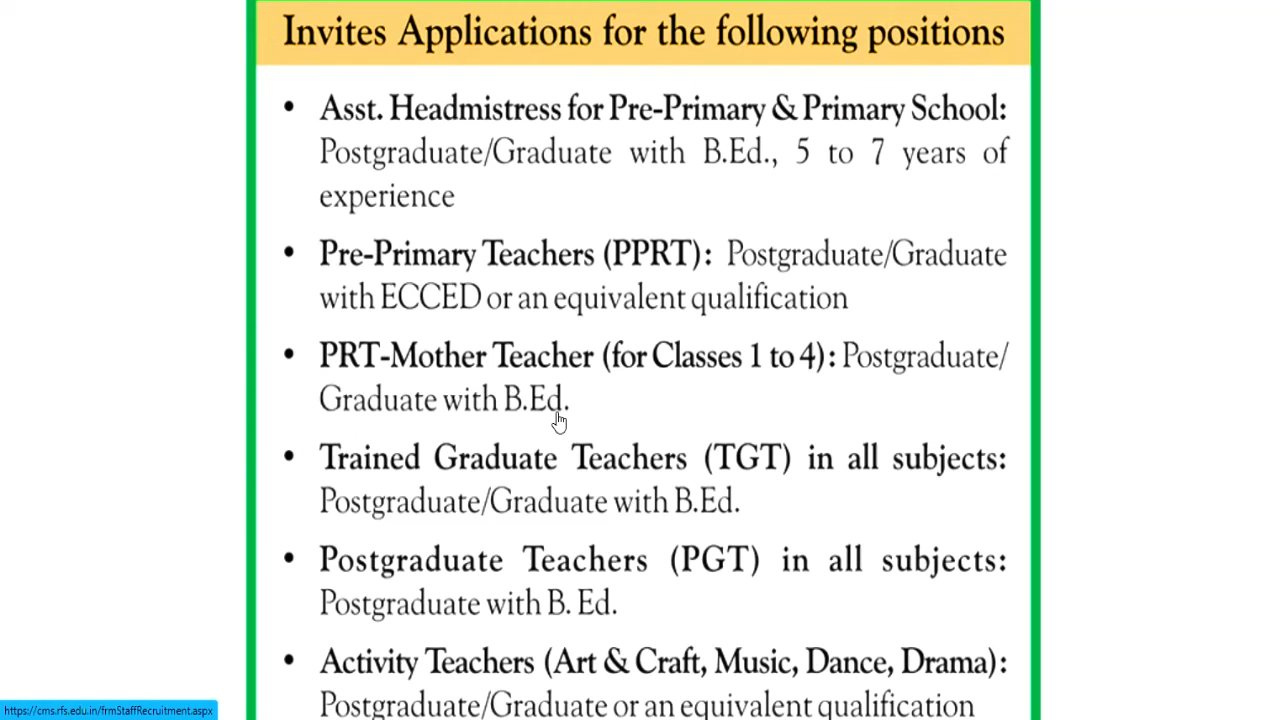 Invites Applications for the following positions
• Asst. Headmistress for Pre-Primary & Primary School:
Postgraduate/Graduate with B.Ed., 5 to 7 years of
experience
• Pre-Primary Teachers (PPRT): Postgraduate/Graduate
with ECCED or an equivalent qualification
• PRT-Mother Teacher (for Classes 1 to 4): Postgraduate/
Graduate with B.Ed.
• Trained Graduate Teachers (TGT) in all subjects:
Postgraduate/Graduate with B.Ed.
• Postgraduate Teachers (PGT) in all subjects:
Postgraduate with B. Ed.
• Activity Teachers (Art & Craft, Music, Dance, Drama):
Postgraduate/Graduate or an equivalent qualification
https://cms.rfs.edu.in/frmStaffRecruitment.aspx